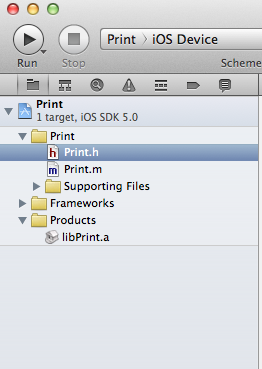 Print > iOS Device
Run
Stop
Scheme
Print
1 target, iOS SDK 5.0
Print
h Print.h
m Print.m
Supporting Files
Frameworks
Products
libPrint.a